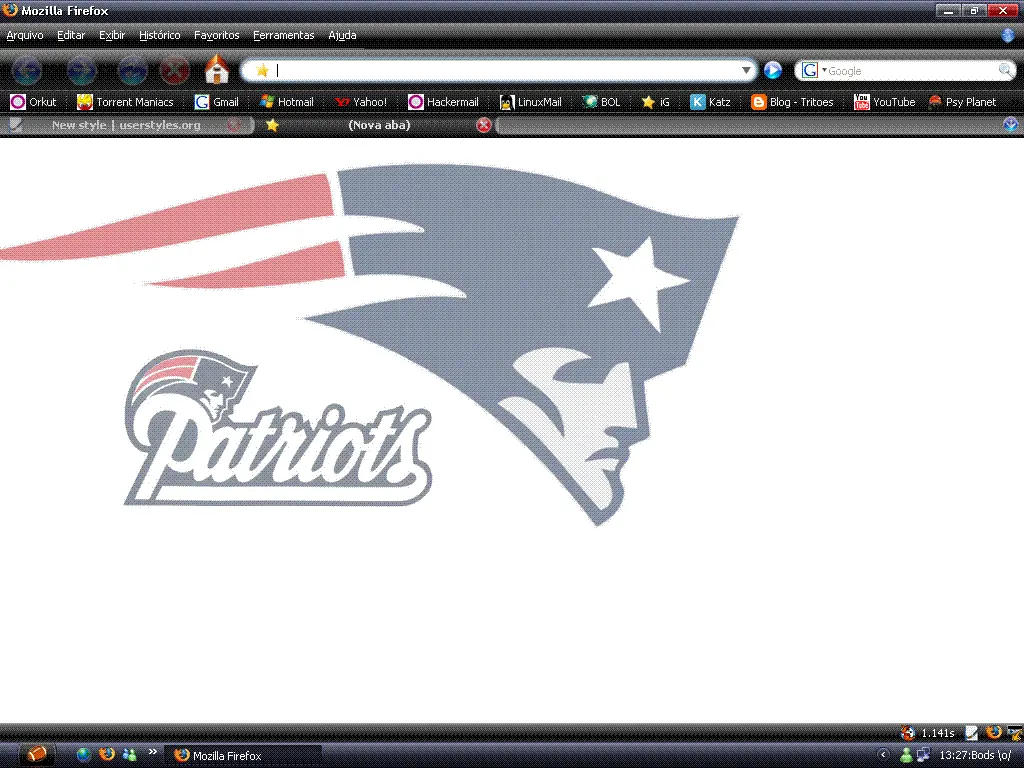 Mozilla Firefox
Arquivo Editar Exibir Histórico Favoritos Ferramentas Ajuda
G Google
Orkut Torrent Maniacs G Gmail Hotmail Y! Yahoo! Hackermail LinuxMail BOL iG K Katz Blog - Tritoes You Tube YouTube Psy Planet
New style | userstyles.org (Nova aba)
Patriots
1.141s
» Mozilla Firefox 13:27:Bods \o/